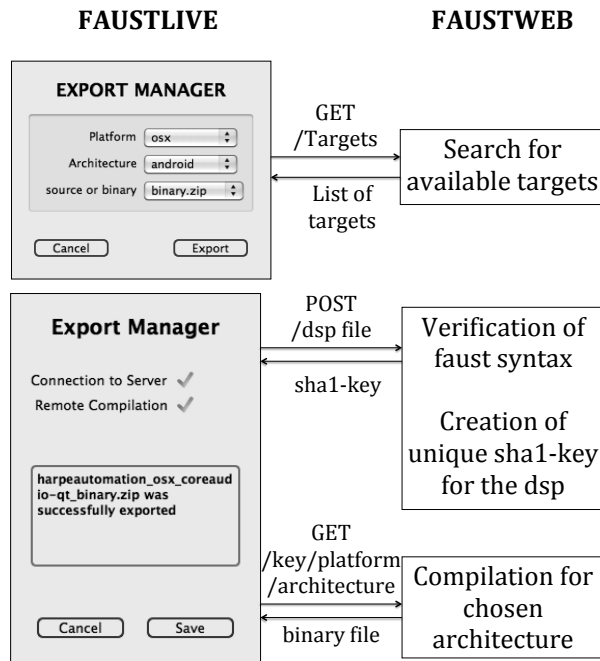 FAUSTLIVE
FAUSTWEB
EXPORT MANAGER
Platform osx
Architecture android
source or binary binary.zip
Cancel Export
GET
/Targets
List of
targets
Search for
available targets
Export Manager
Connection to Server ✓
Remote Compilation ✓
harpeautomation_osx_coreaud
io-qt_binary.zip was
successfully exported
Cancel Save
POST
/dsp file
sha1-key
Verification of
faust syntax
Creation of
unique sha1-key
for the dsp
GET
/key/platform
/architecture
binary file
Compilation for
chosen
architecture